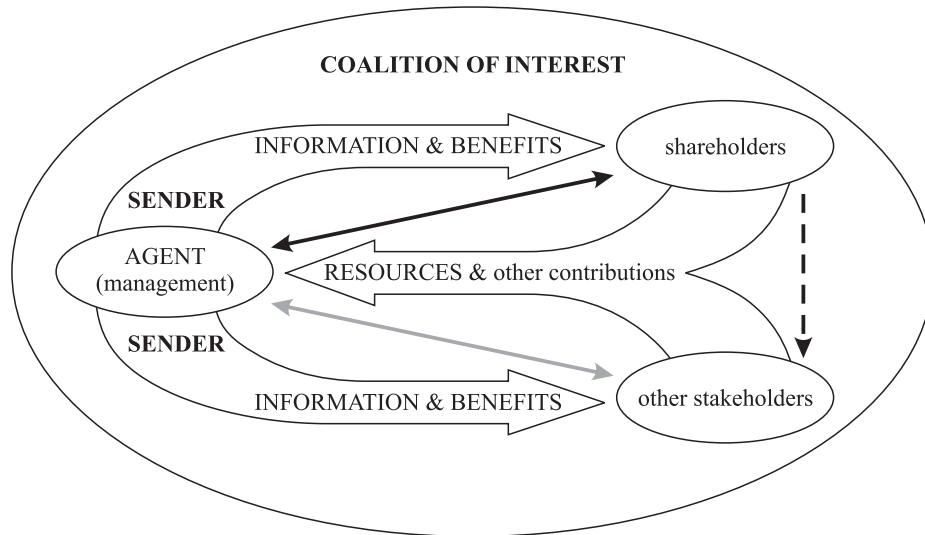 COALITION OF INTEREST
INFORMATION & BENEFITS
shareholders
SENDER
AGENT
(management)
RESOURCES & other contributions
SENDER
INFORMATION & BENEFITS
other stakeholders